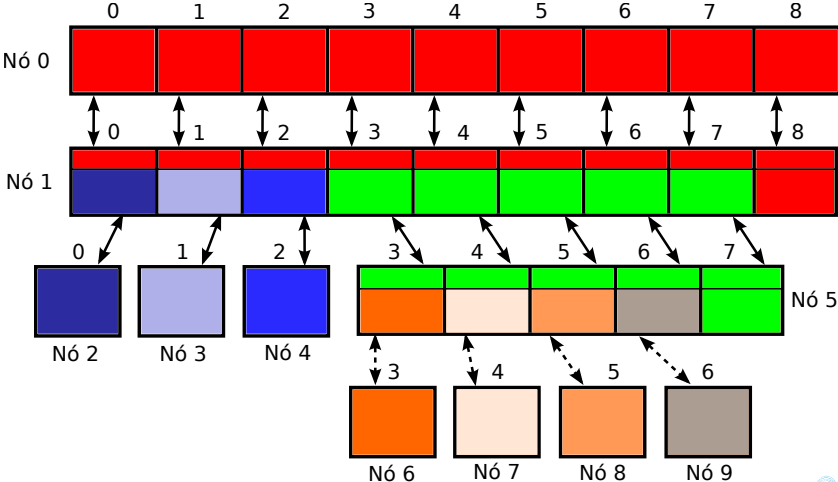 0 1 2 3 4 5 6 7 8
Nó 0
0 1 2 3 4 5 6 7 8
Nó 1
0 1 2 3 4 5 6 7
Nó 5
Nó 2 Nó 3 Nó 4
3 4 5 6
Nó 6 Nó 7 Nó 8 Nó 9